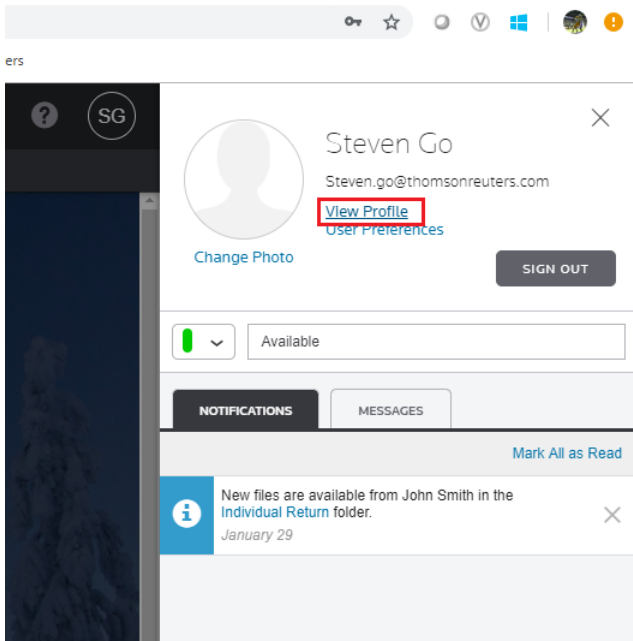 ers
SG
Steven Go
Steven.go@thomsonreuters.com
View Profile
User Preferences
Change Photo
SIGN OUT
Available
NOTIFICATIONS
MESSAGES
Mark All as Read
New files are available from John Smith in the
Individual Return folder.
January 29